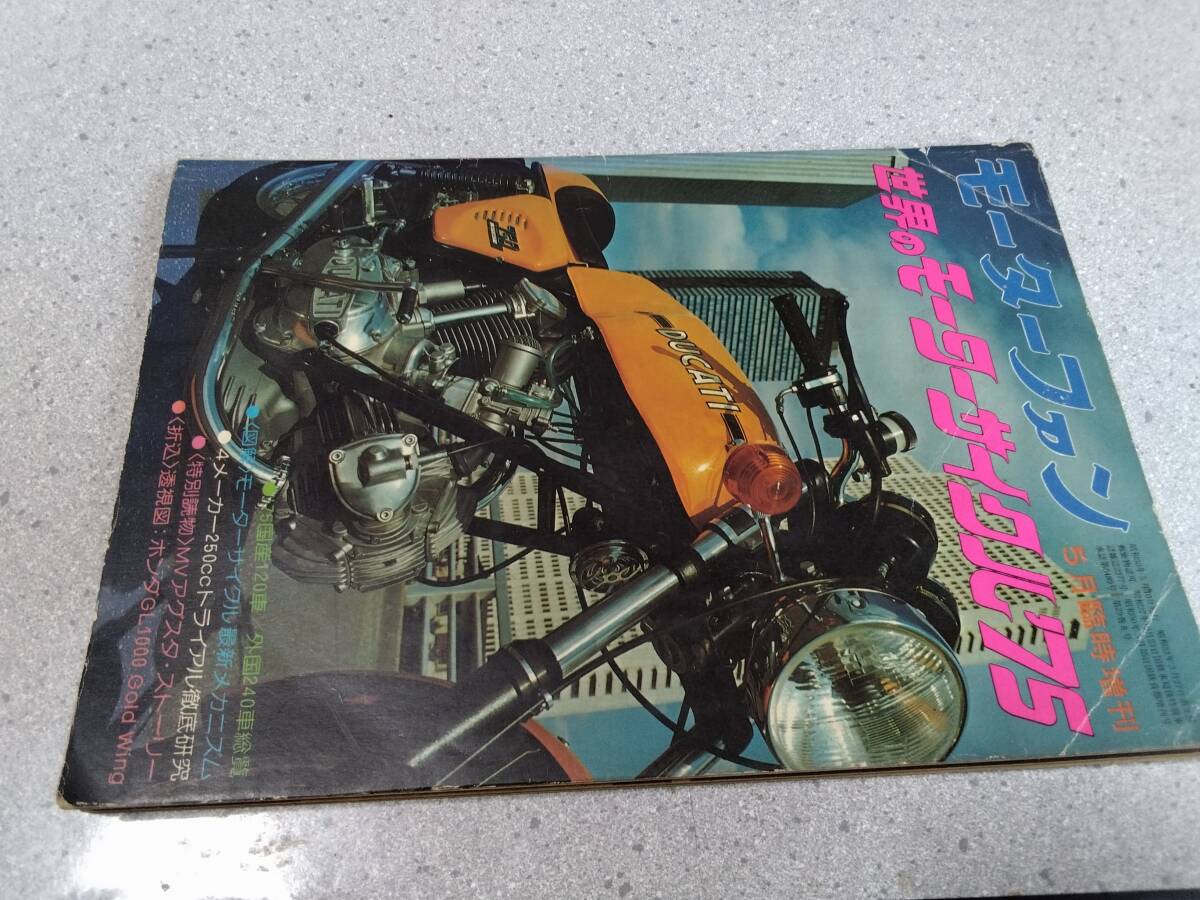 モーターファン
世界のモーターサイクル'75
5月臨時増刊
DUCATI
国産120車／外国240車総覧
モーターサイクル最新メカニズム
●4メーカー250ccトライアル徹底研究
●〈特別読物〉MVアグスタ・ストーリー
●〈折込〉透視図：ホンダGL1000 Gold Wing